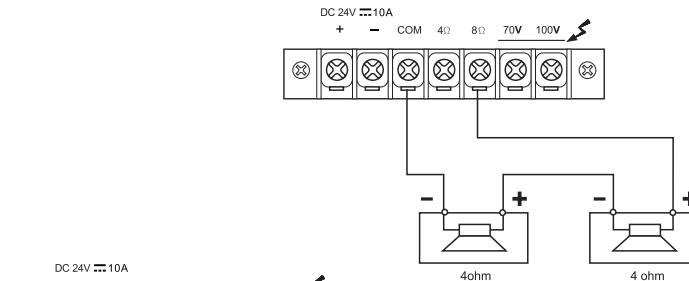 DC 24V 10A
+ − COM 4Ω 8Ω 70V 100V
− + − +
4ohm 4 ohm
DC 24V 10A